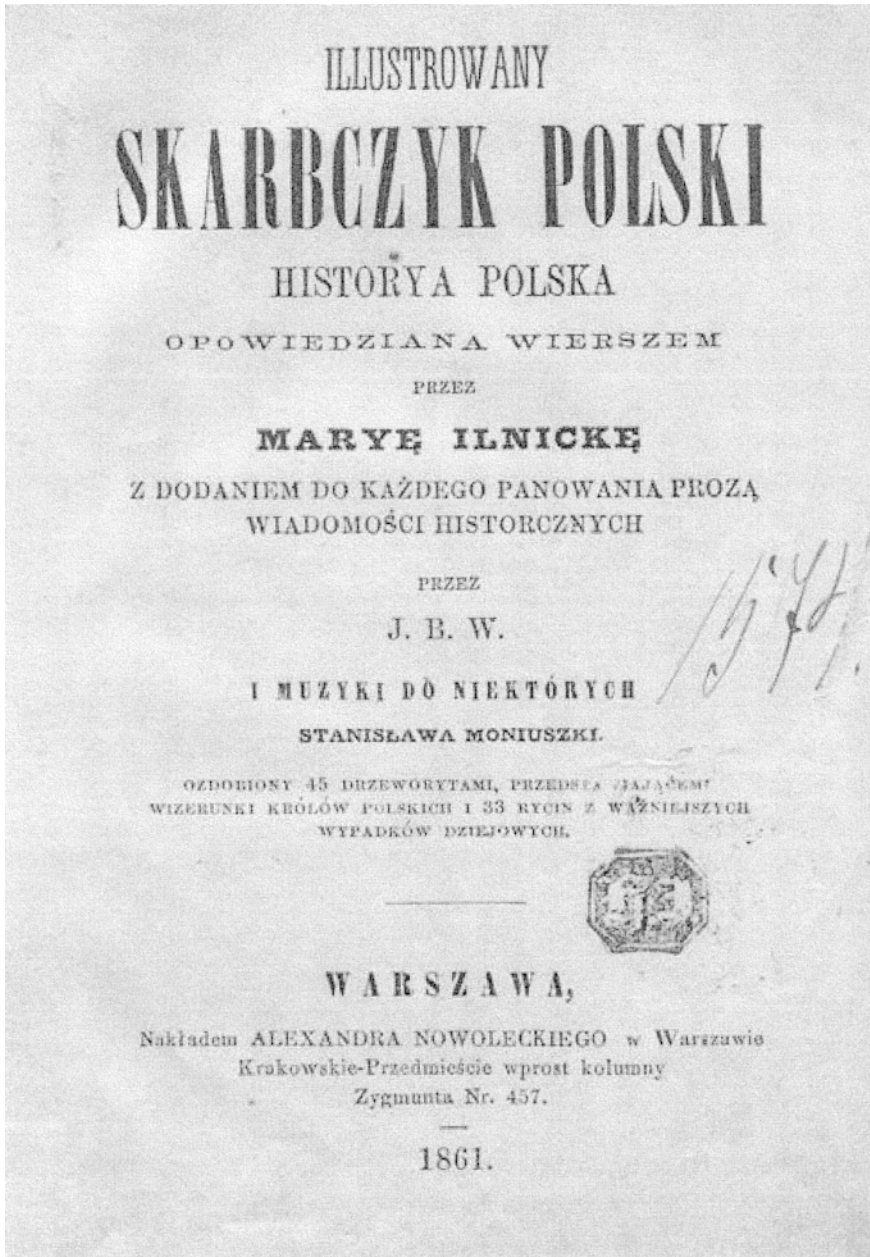 ILLUSTROWANY
SKARBCZYK POLSKI
HISTORYA POLSKA
OPOWIEDZIANA WIERSZEM
PRZEZ
MARYĘ ILNICKĘ
Z DODANIEM DO KAŻDEGO PANOWANIA PROZĄ
WIADOMOŚCI HISTORCZNYCH
PRZEZ
J. B. W.
I MUZYKI DO NIEKTÓRYCH
STANISŁAWA MONIUSZKI.
OZDOBIONY 45 DRZEWORYTAMI,
WIZERUNKI KRÓLÓW POLSKICH I 33 RYCIN Z WAŻNIEJSZYCH
WYPADKÓW DZIEJOWYCH.
WARSZAWA,
Nakładem ALEXANDRA NOWOLECKIEGO w Warszawie
Krakowskie-Przedmieście wprost kolumny
Zygmunta Nr. 457.
1861.